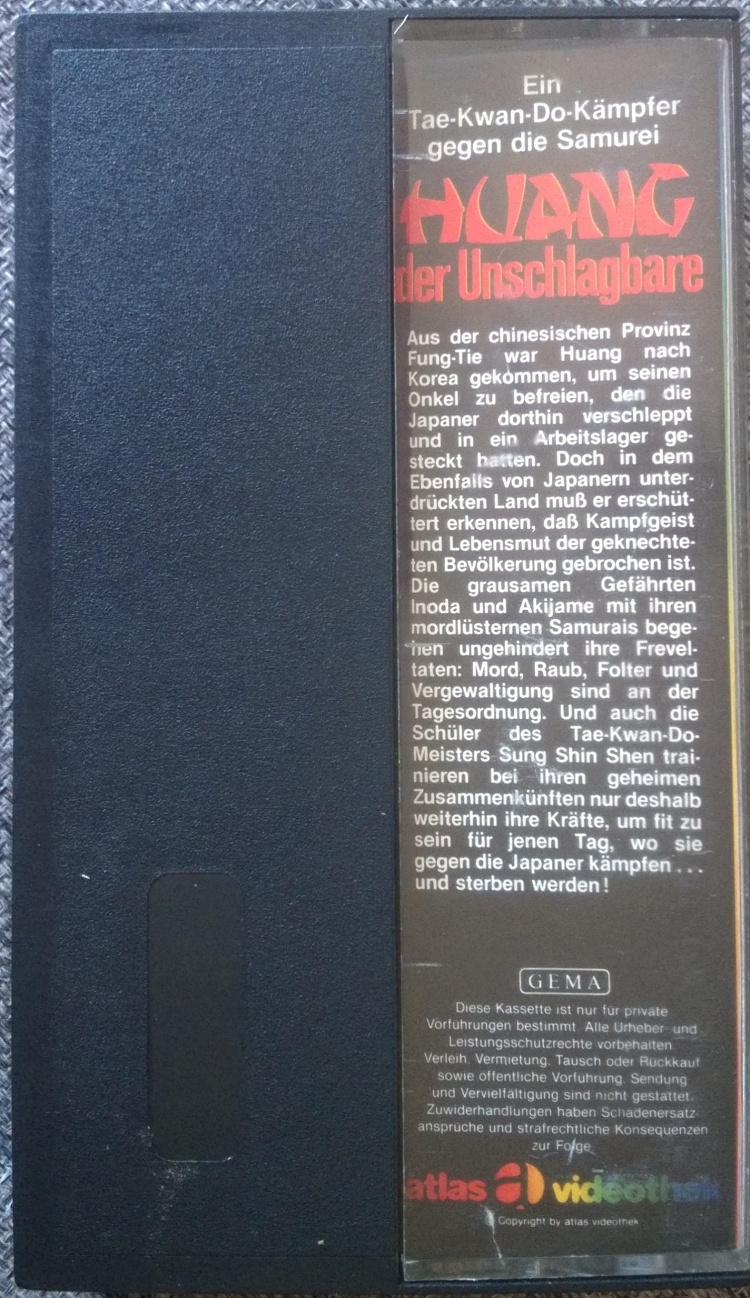 Ein
Tae-Kwan-Do-Kämpfer
gegen die Samurei
HUANG
der Unschlagbare
Aus der chinesischen Provinz
Fung-Tie war Huang nach
Korea gekommen, um seinen
Onkel zu befreien, den die
Japaner dorthin verschleppt
und in ein Arbeitslager ge-
steckt hatten. Doch in dem
Ebenfalls von Japanern unter-
drückten Land muß er erschüt-
tert erkennen, daß Kampfgeist
und Lebensmut der geknechte-
ten Bevölkerung gebrochen ist.
Die grausamen Gefährten
Inoda und Akijame mit ihren
mordlüsternen Samurais bege-
hen ungehindert ihre Frevel-
taten: Mord, Raub, Folter und
Vergewaltigung sind an der
Tagesordnung. Und auch die
Schüler des Tae-Kwan-Do-
Meisters Sung Shin Shen trai-
nieren bei ihren geheimen
Zusammenkünften nur deshalb
weiterhin ihre Kräfte, um fit zu
sein für jenen Tag, wo sie
gegen die Japaner kämpfen . . .
und sterben werden!
GEMA
Diese Kassette ist nur für private
Vorführungen bestimmt. Alle Urheber- und
Leistungsschutzrechte vorbehalten.
Verleih, Vermietung, Tausch oder Rückkauf
sowie öffentliche Vorführung, Sendung
und Vervielfältigung sind nicht gestattet.
Zuwiderhandlungen haben Schadenersatz-
ansprüche und strafrechtliche Konsequenzen
zur Folge.
atlas a videothek
Copyright by atlas videothek